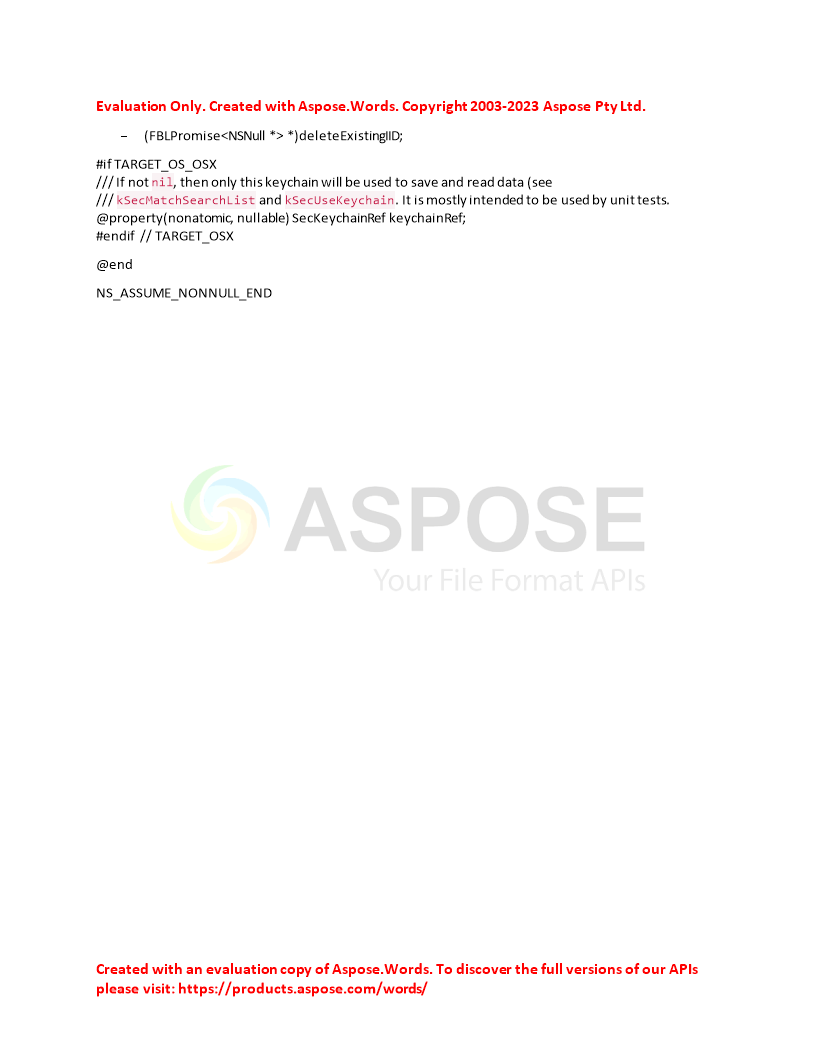 Evaluation Only. Created with Aspose.Words. Copyright 2003-2023 Aspose Pty Ltd.
– (FBLPromise<NSNull *> *)deleteExistingIID;
#if TARGET_OS_OSX
/// If not nil, then only this keychain will be used to save and read data (see
/// kSecMatchSearchList and kSecUseKeychain. It is mostly intended to be used by unit tests.
@property(nonatomic, nullable) SecKeychainRef keychainRef;
#endif // TARGET_OSX
@end
NS_ASSUME_NONNULL_END
ASPOSE
Your File Format APIs
Created with an evaluation copy of Aspose.Words. To discover the full versions of our APIs
please visit: https://products.aspose.com/words/